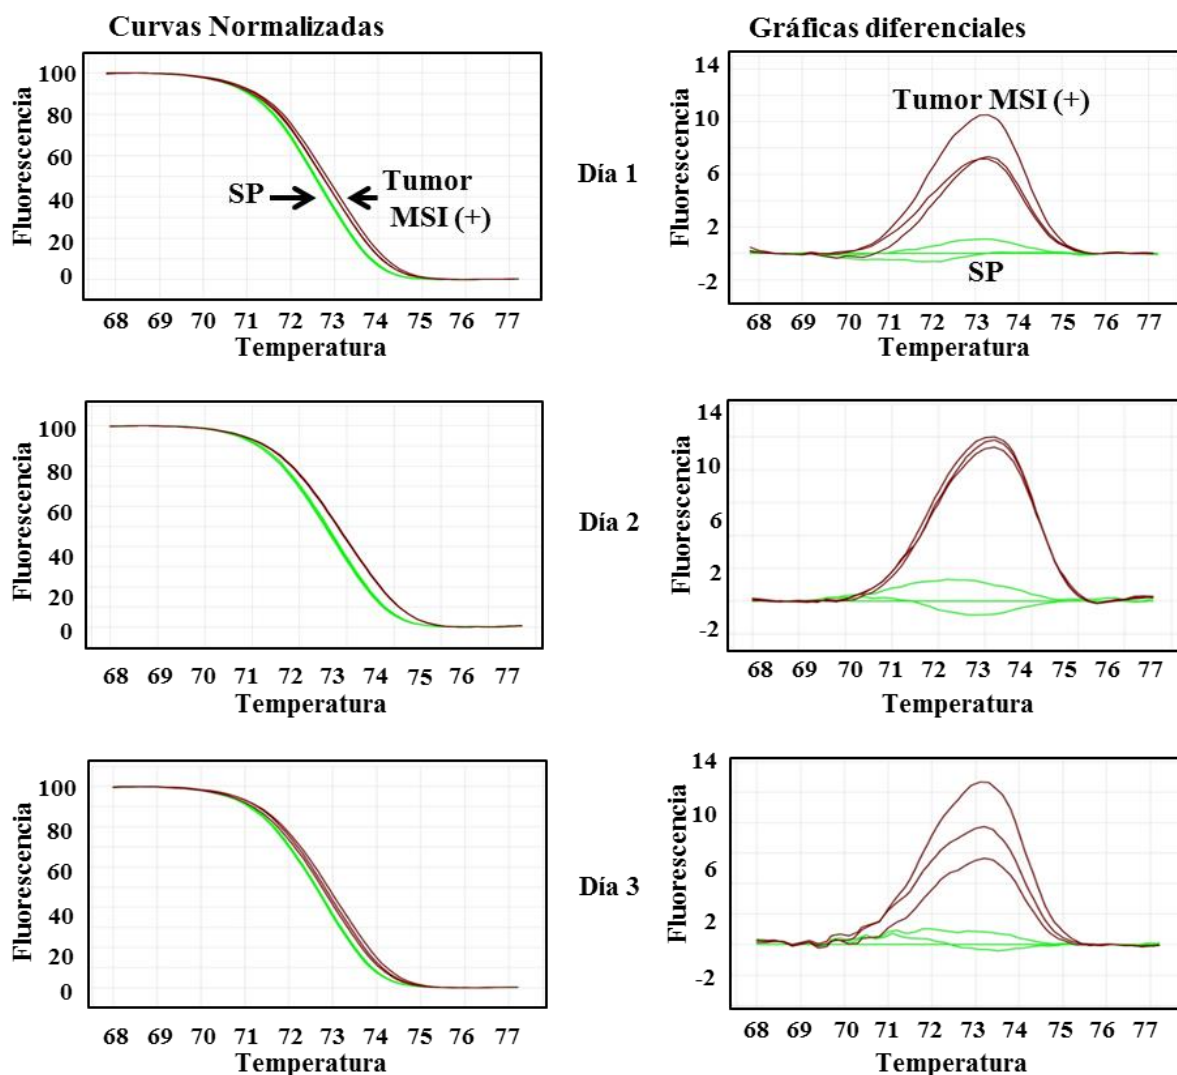 Curvas Normalizadas
Gráficas diferenciales
Fluorescencia
100
80
60
40
20
0
SP
Tumor
MSI (+)
68 69 70 71 72 73 74 75 76 77
Temperatura
Día 1
Fluorescencia
14
10
6
2
-2
Tumor MSI (+)
SP
68 69 70 71 72 73 74 75 76 77
Temperatura
Fluorescencia
100
80
60
40
20
0
68 69 70 71 72 73 74 75 76 77
Temperatura
Día 2
Fluorescencia
14
10
6
2
-2
68 69 70 71 72 73 74 75 76 77
Temperatura
Fluorescencia
100
80
60
40
20
0
68 69 70 71 72 73 74 75 76 77
Temperatura
Día 3
Fluorescencia
14
10
6
2
-2
68 69 70 71 72 73 74 75 76 77
Temperatura